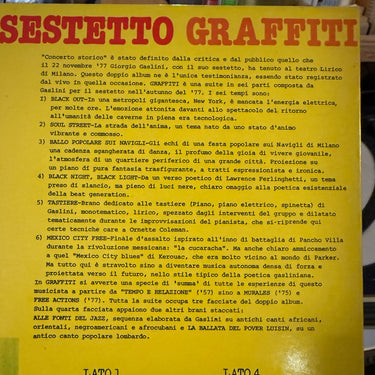 SESTETTO GRAFFITI
"Concerto storico" è stato definito dalla critica e dal pubblico quello che
il 22 novembre '77 Giorgio Gaslini, con il suo sestetto, ha tenuto al teatro Lirico
di Milano. Questo doppio album ne è l'unica testimonianza, essendo stato registrato
dal vivo in quella occasione. GRAFFITI è una suite in sei parti composta da
Gaslini per il sestetto nell'autunno del '77. I sei tempi sono:
1) BLACK OUT-In una metropoli gigantesca, New York, è mancata l'energia elettrica,
per molte ore. L'emozione attonita davanti allo spettacolo del ritorno
all'umanità delle caverne in piena era tecnologica.
2) SOUL STREET-La strada dell'anima, un tema nato da uno stato d'animo
vibrante e commosso.
3) BALLO POPOLARE SUI NAVIGLI-Gli echi di una festa popolare sui Navigli di Milano
una cadenza sgangherata di danza, il profumo della gioia di vivere giovanile,
l'atmosfera di un quartiere periferico di una grande città. Proiezione su
un piano di pura fantasia trasfigurante, a tratti espressionista e ironica.
4) BLACK NIGHT, BLACK LIGHT-Da un verso poetico di Lawrence Ferlinghetti, un tema
preso di slancio, ma pieno di luci nere, chiaro omaggio alla poetica esistenziale
della beat generation.
5) TASTIERE-Brano dedicato alle tastiere (Piano, piano elettrico, spinetta) di
Gaslini, monotematico, lirico, spezzato dagli interventi del gruppo e dilatato
tematicamente durante le improvvisazioni del pianista, che si-riprende qui
certe tecniche care a Ornette Coleman.
6) MEXICO CITY FREE-Finale d'assalto ispirato all'inno di battaglia di Pancho Villa
durante la rivoluzione messicana: "la cucaracha". Ma anche chiaro ammiccamento
a quel "Mexico City blues" di Kerouac, che era molto vicino al mondo di Parker.
Ma tutto qui è stravolto sino a diventare musica autonoma densa di forza e
proiettata verso il futuro, nello stile tipico della poetica gasliniana.
In GRAFFITI si avverte una specie di 'summa' di tutte le esperienze di questo
musicista a partire da "TEMPO E RELAZIONE" ('57) sino a MURALES ('75) e
FREE ACTIONS ('77). Tutta la suite occupa tre facciate del doppio album.
Sulla quarta facciata appaiono due altri brani staccati:
ALLE FONTI DEL JAZZ, sequenza elaborata da Gaslini su antichi canti africani,
orientali, negroamericani e afrocubani e LA BALLATA DEL POVER LUISIN, su un
antico canto popolare lombardo.
LATO 1 LATO 4